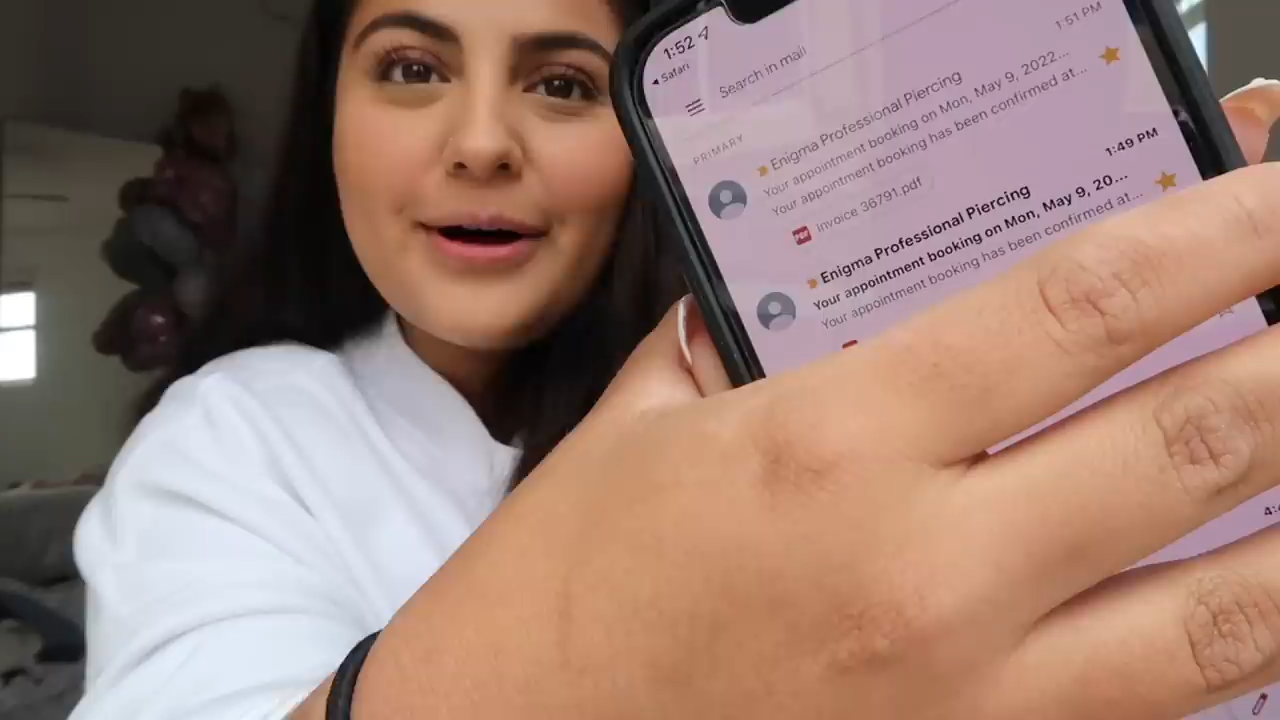 1:52
Safari
Search in mail
PRIMARY
1:51 PM
Enigma Professional Piercing
Your appointment booking on Mon, May 9, 2022...
Your appointment booking has been confirmed at...
PDF Invoice 36791.pdf
1:49 PM
Enigma Professional Piercing
Your appointment booking on Mon, May 9, 20...
Your appointment booking has been confirmed at...